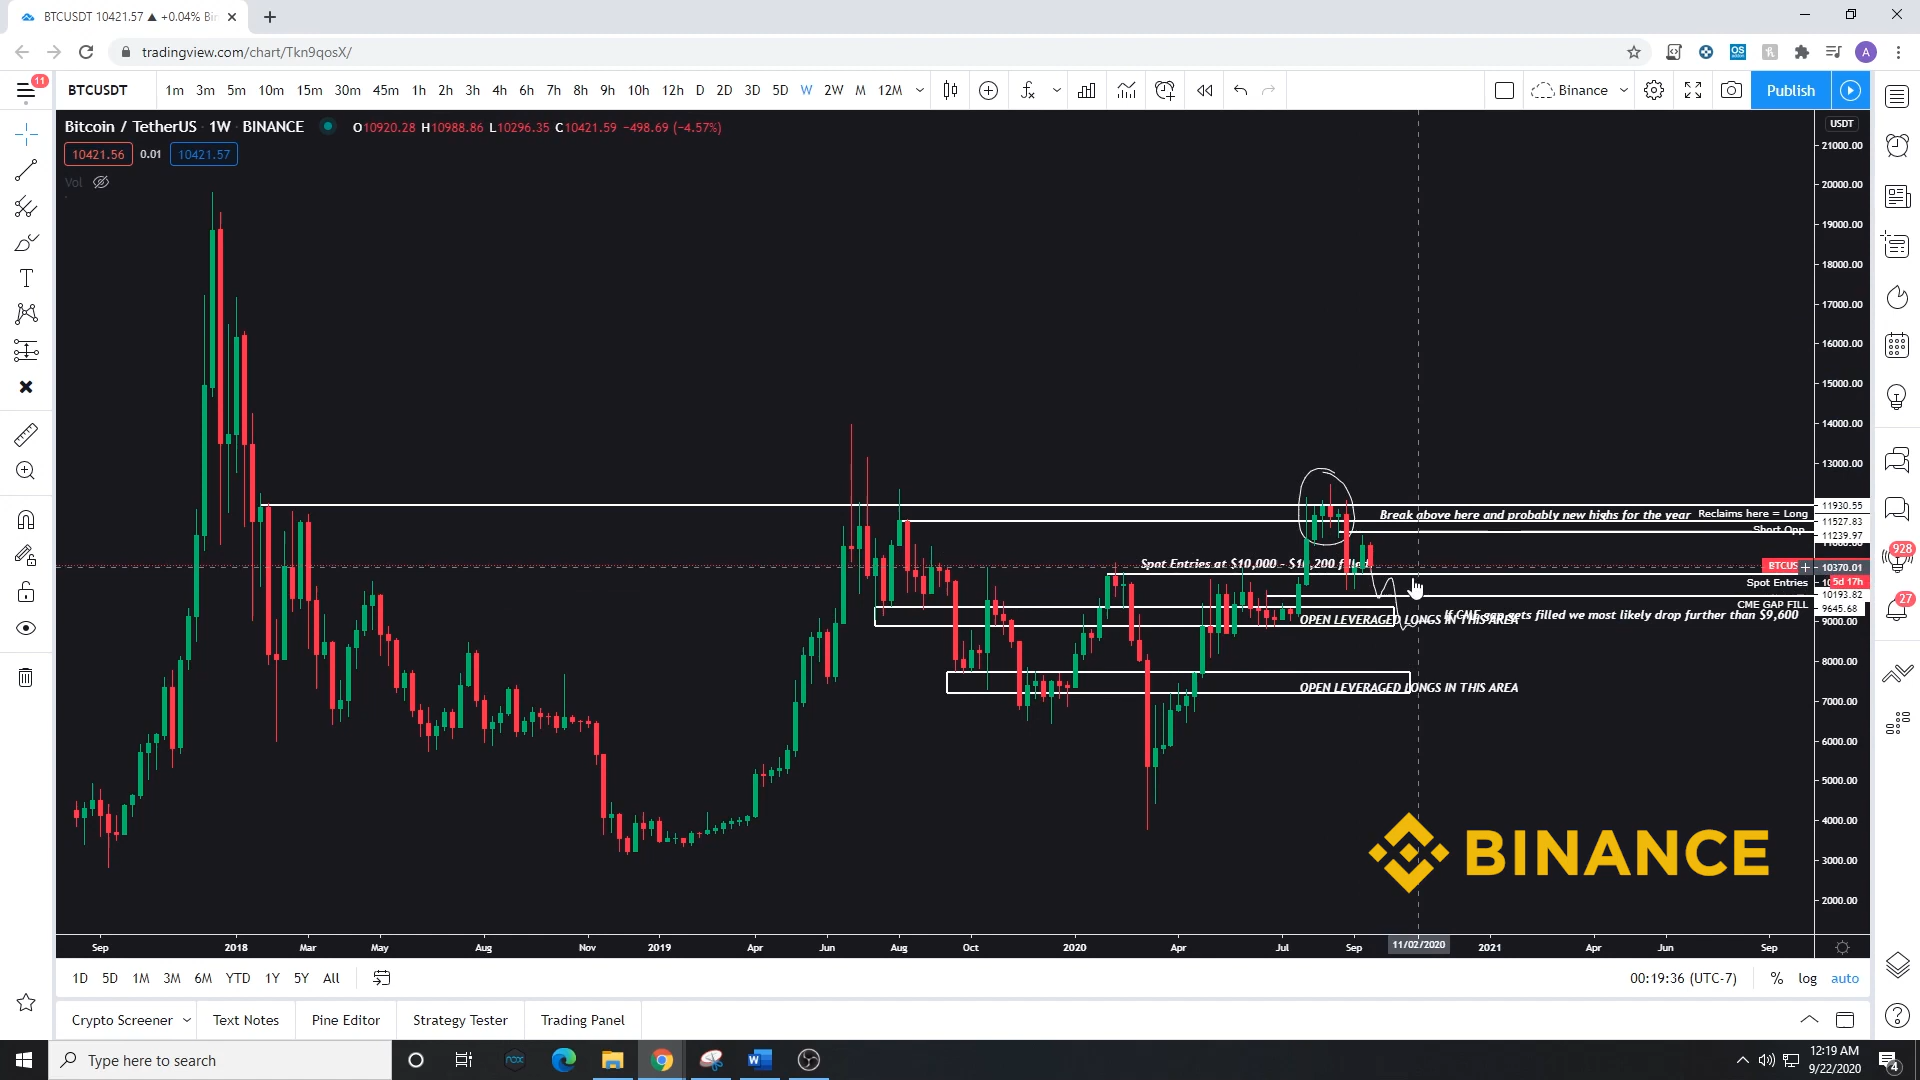 BTCUSDT 10421.57 ▲ +0.04% Bin
tradingview.com/chart/Tkn9qosX/
11
BTCUSDT 1m 3m 5m 10m 15m 30m 45m 1h 2h 3h 4h 6h 7h 8h 9h 10h 12h D 2D 3D 5D W 2W M 12M Binance Publish
Bitcoin / TetherUS · 1W · BINANCE O10920.28 H10988.86 L10296.35 C10421.59 −498.69 (−4.57%)
10421.56 0.01 10421.57
Vol
USDT
21000.00
20000.00
19000.00
18000.00
17000.00
16000.00
15000.00
14000.00
13000.00
11930.55
Break above here and probably new highs for the year Reclaims here = Long
11527.83
Short Opp
11239.97
11000.00
Spot Entries at $10,000 - $10,200 filled
BTCUS 10370.01
Spot Entries 5d 17h
10193.82
CME GAP FILL
9645.68
If CME gap gets filled we most likely drop further than $9,600
OPEN LEVERAGED LONGS IN THIS AREA
9000.00
8000.00
OPEN LEVERAGED LONGS IN THIS AREA
7000.00
6000.00
5000.00
4000.00
BINANCE
3000.00
2000.00
Sep 2018 Mar May Aug Nov 2019 Apr Jun Aug Oct 2020 Apr Jul Sep 11/02/2020 2021 Apr Jun Sep
1D 5D 1M 3M 6M YTD 1Y 5Y All 00:19:36 (UTC-7) % log auto
Crypto Screener Text Notes Pine Editor Strategy Tester Trading Panel
928
27
Type here to search
12:19 AM
9/22/2020
4